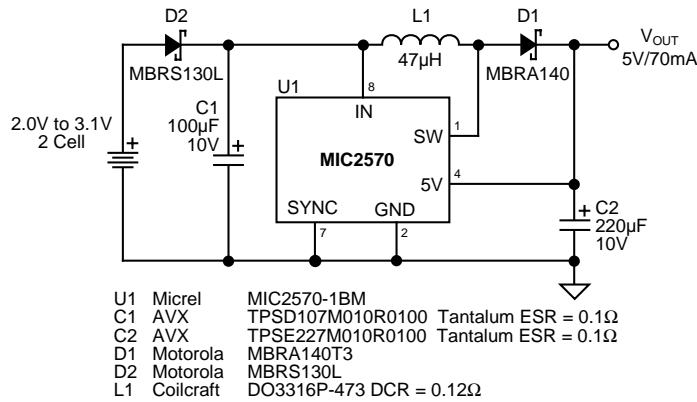 D2
MBRS130L
L1
47µH
D1
MBRA140
VOUT
5V/70mA
2.0V to 3.1V
2 Cell
+
C1
100µF
10V
+
U1
8
IN
SW
1
MIC2570
5V
4
SYNC
GND
7
2
+
C2
220µF
10V
U1 Micrel MIC2570-1BM
C1 AVX TPSD107M010R0100 Tantalum ESR = 0.1Ω
C2 AVX TPSE227M010R0100 Tantalum ESR = 0.1Ω
D1 Motorola MBRA140T3
D2 Motorola MBRS130L
L1 Coilcraft DO3316P-473 DCR = 0.12Ω